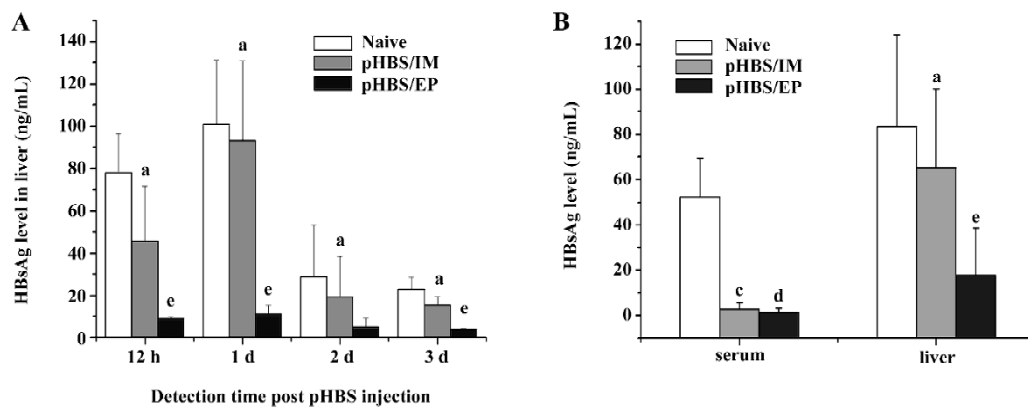 A
HBsAg level in liver (ng/mL)
140
120
100
80
60
40
20
0
Naive
pHBS/IM
pHBS/EP
a
e
a
e
a
a
e
12 h
1 d
2 d
3 d
Detection time post pHBS injection
B
HBsAg level (ng/mL)
120
100
80
60
40
20
0
Naive
pHBS/IM
pHBS/EP
c
d
a
e
serum
liver